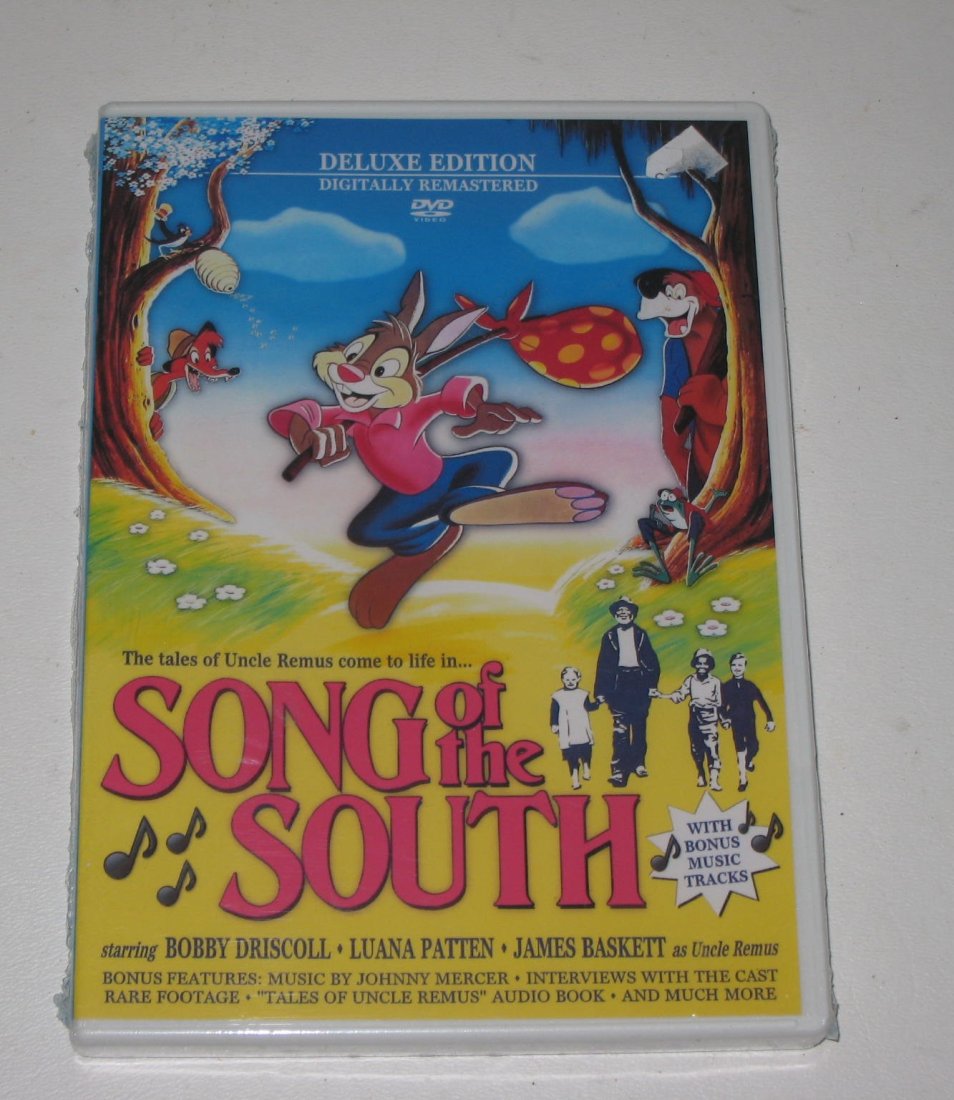 DELUXE EDITION
DIGITALLY REMASTERED
DVD
VIDEO
The tales of Uncle Remus come to life in...
SONG of
the
SOUTH
WITH
BONUS
MUSIC
TRACKS
starring BOBBY DRISCOLL • LUANA PATTEN • JAMES BASKETT as Uncle Remus
BONUS FEATURES: MUSIC BY JOHNNY MERCER • INTERVIEWS WITH THE CAST
RARE FOOTAGE • "TALES OF UNCLE REMUS" AUDIO BOOK • AND MUCH MORE